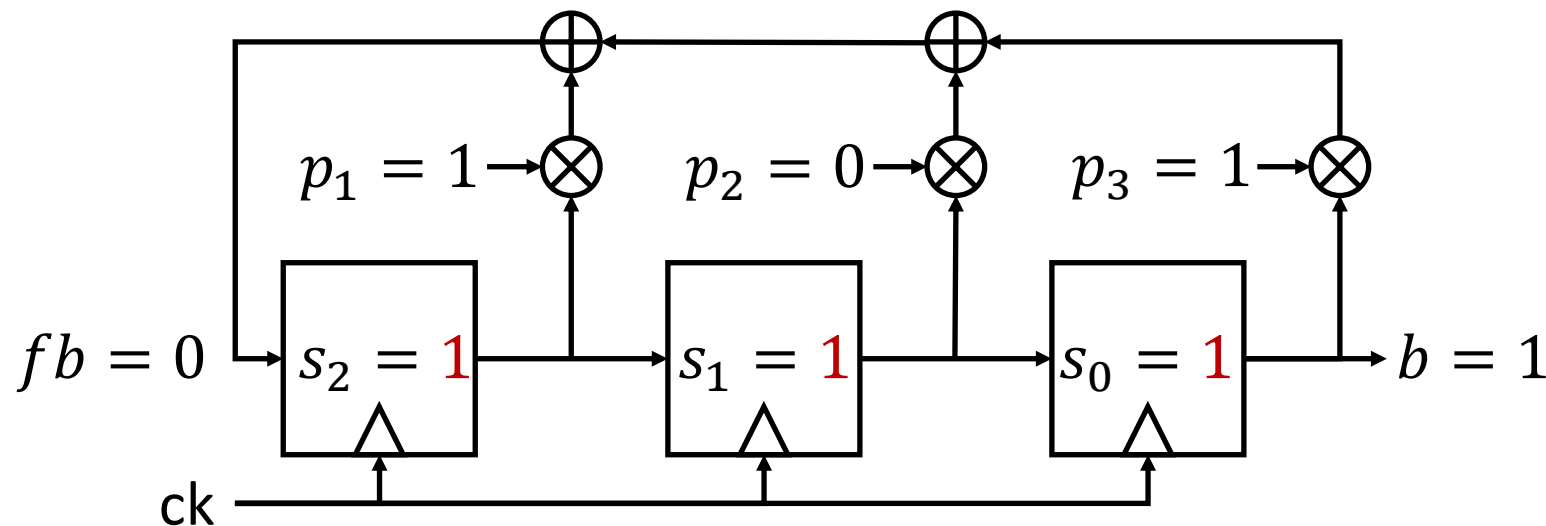 p₁ = 1
p₂ = 0
p₃ = 1
fb = 0
s₂ = 1
s₁ = 1
s₀ = 1
b = 1
ck